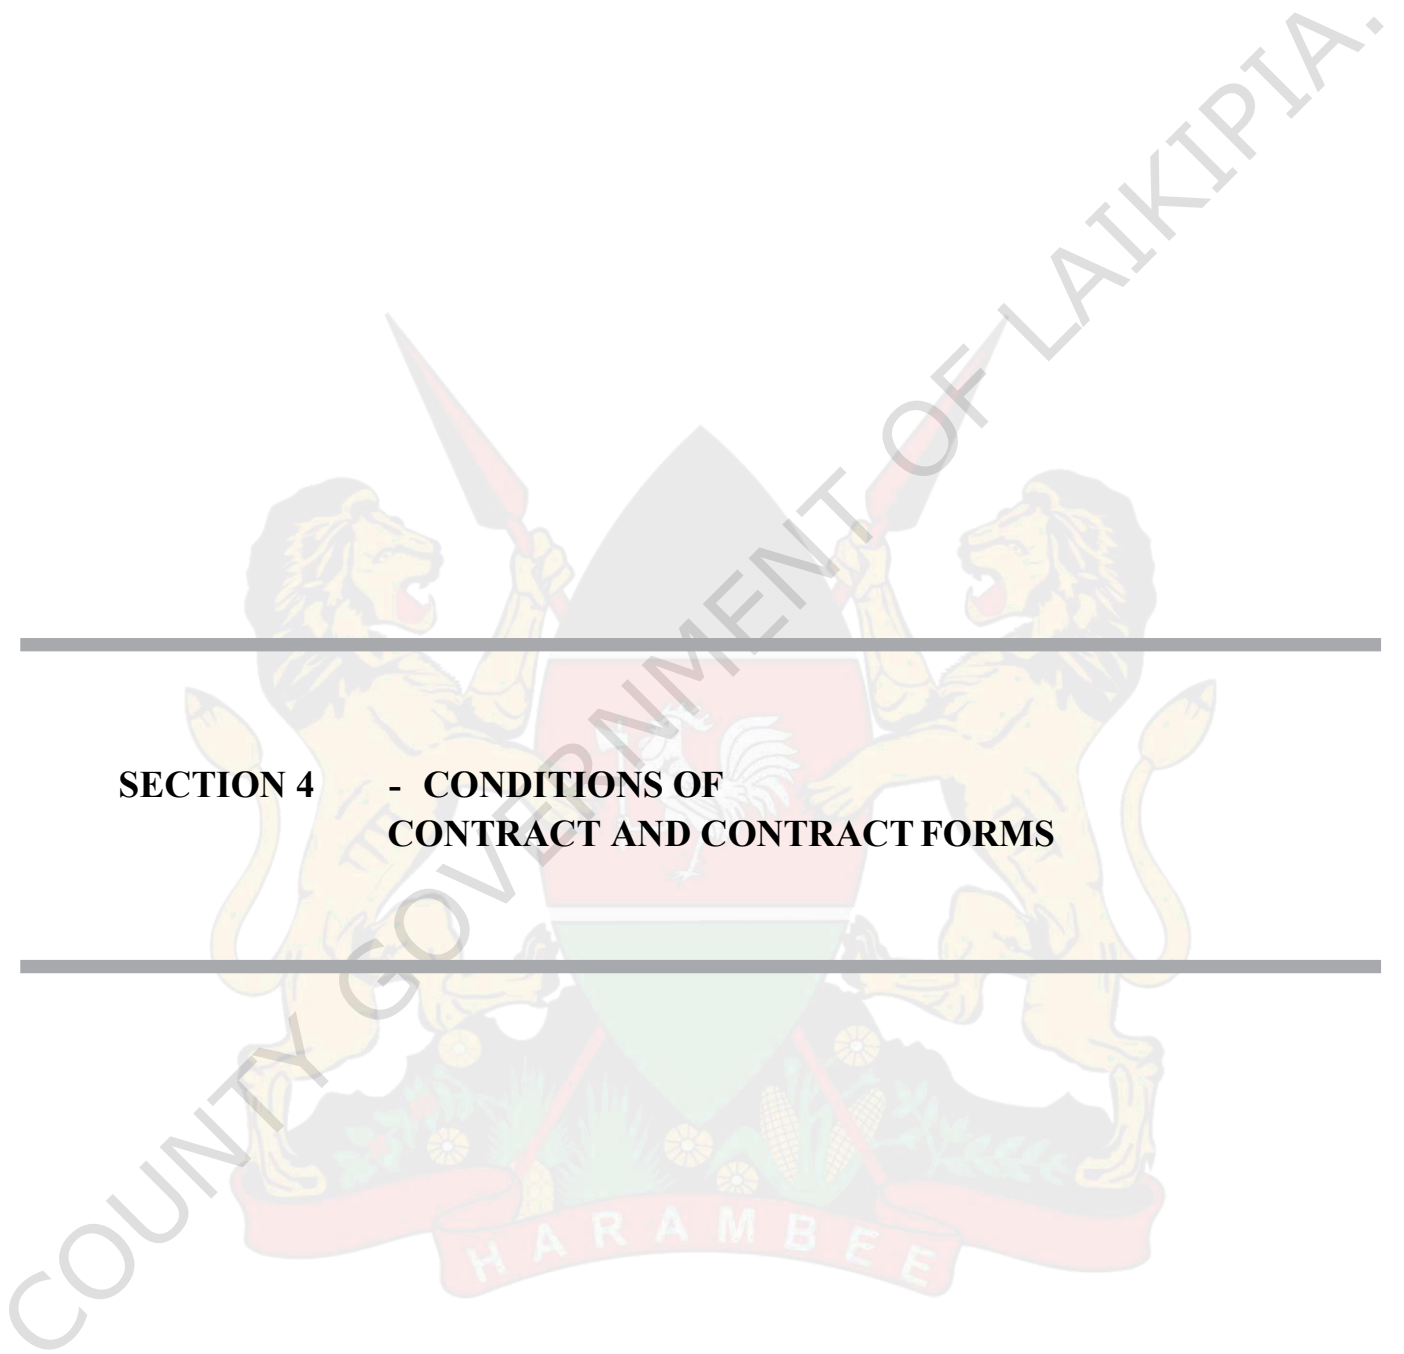 COUNTY GOVERNMENT OF LAIKIPIA.
SECTION 4 - CONDITIONS OF
CONTRACT AND CONTRACT FORMS
HARAMBEE